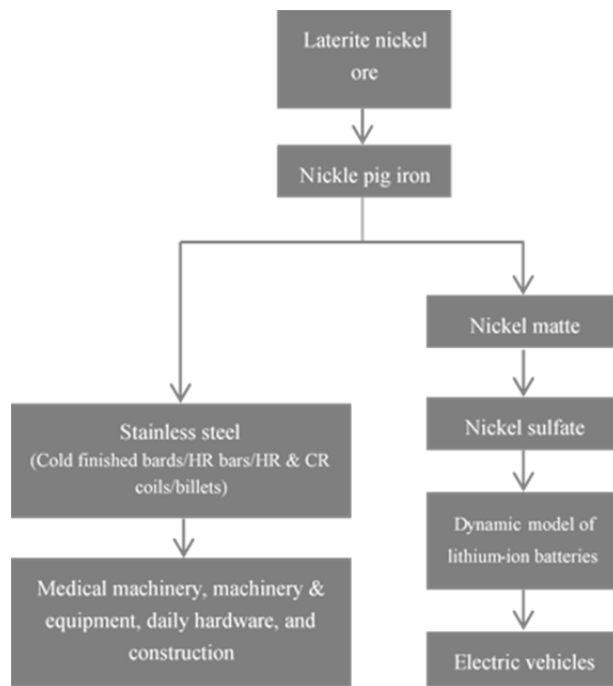 Laterite nickel
ore
Nickle pig iron
Nickel matte
Stainless steel
(Cold finished bards/HR bars/HR & CR
coils/billets)
Nickel sulfate
Dynamic model of
lithium-ion batteries
Medical machinery, machinery &
equipment, daily hardware, and
construction
Electric vehicles